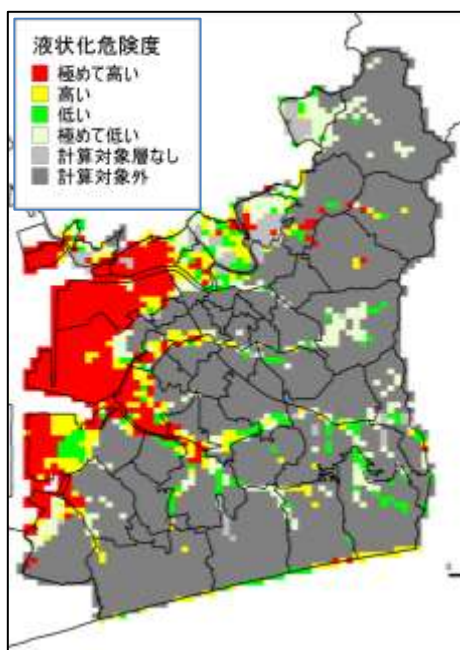 液状化危険度
極めて高い
高い
低い
極めて低い
計算対象層なし
計算対象外